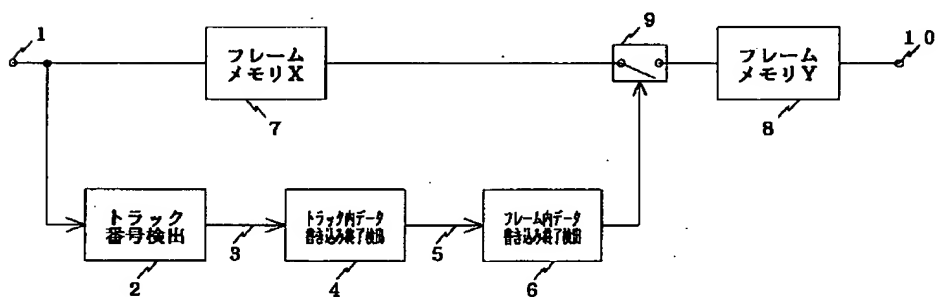 1
フレーム
メモリX
7
9
フレーム
メモリY
8
10
トラック
番号検出
2
3
トラック内データ
書き込み終了検出
4
5
フレーム内データ
書き込み終了検出
6